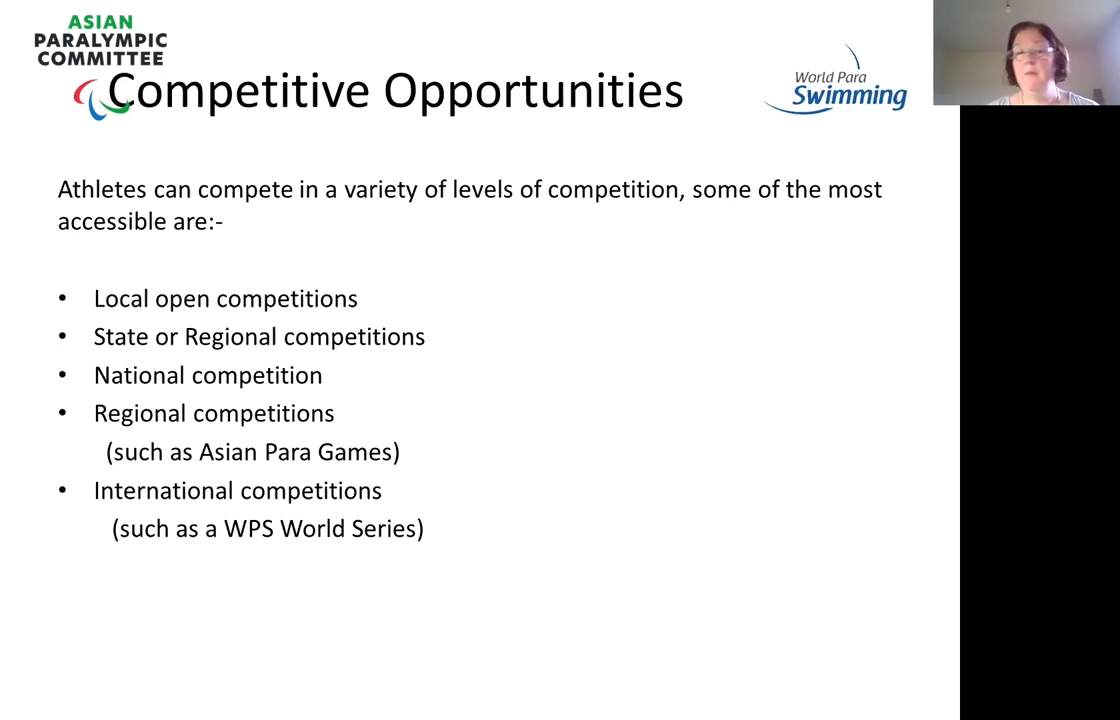 ASIAN
PARALYMPIC
COMMITTEE
Competitive Opportunities
World Para
Swimming
Athletes can compete in a variety of levels of competition, some of the most
accessible are:-
• Local open competitions
• State or Regional competitions
• National competition
• Regional competitions
(such as Asian Para Games)
• International competitions
(such as a WPS World Series)